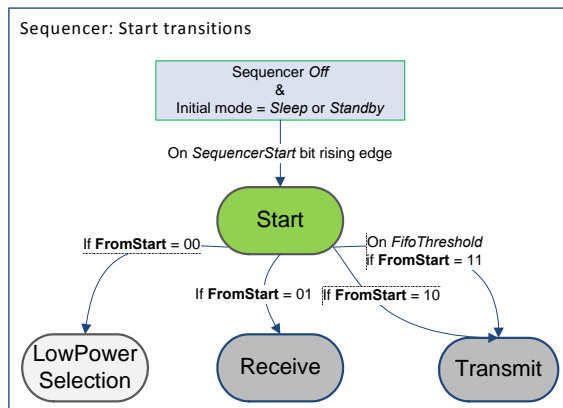 Sequencer: Start transitions
Sequencer Off
&
Initial mode = Sleep or Standby
On SequencerStart bit rising edge
Start
If FromStart = 00
On FifoThreshold
if FromStart = 11
If FromStart = 01
If FromStart = 10
LowPower
Selection
Receive
Transmit